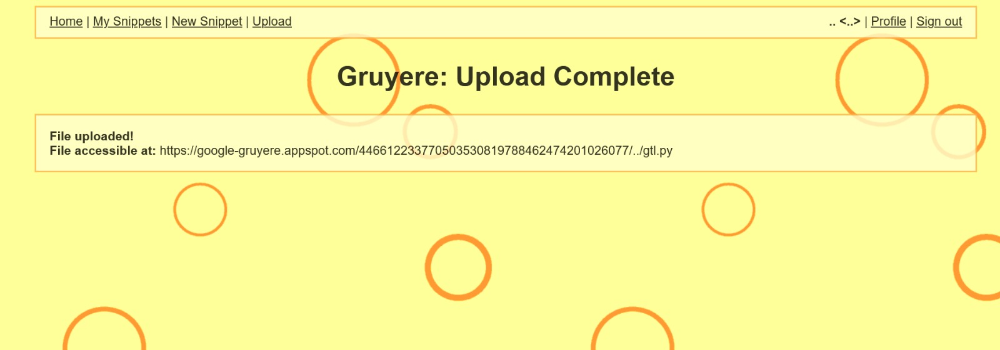 Home | My Snippets | New Snippet | Upload
.. <..> | Profile | Sign out
Gruyere: Upload Complete
File uploaded!
File accessible at: https://google-gruyere.appspot.com/446612233770503530819788462474201026077/../gtl.py